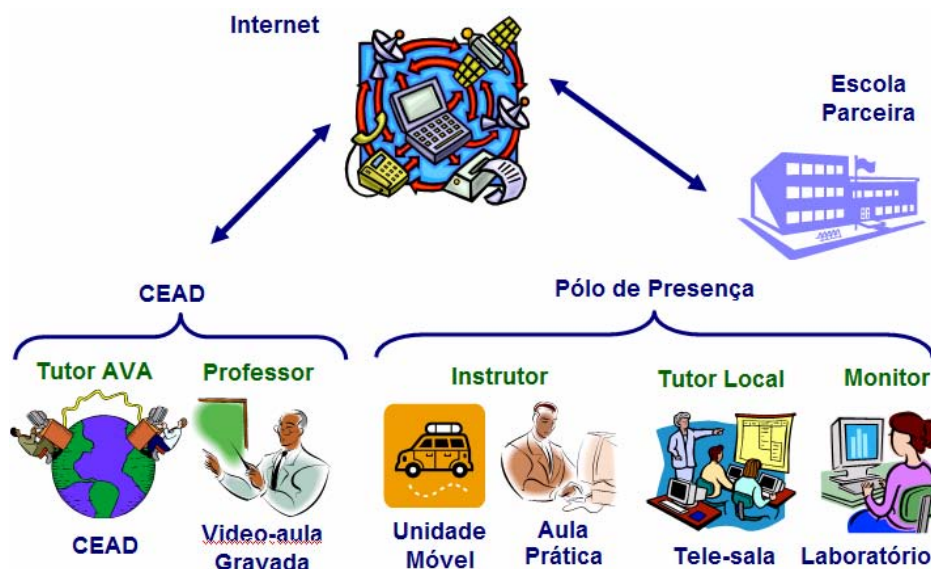 Internet
Escola
Parceira
CEAD
Pólo de Presença
Tutor AVA
Professor
Instrutor
Tutor Local
Monitor
CEAD
Video-aula
Gravada
Unidade
Móvel
Aula
Prática
Tele-sala
Laboratório